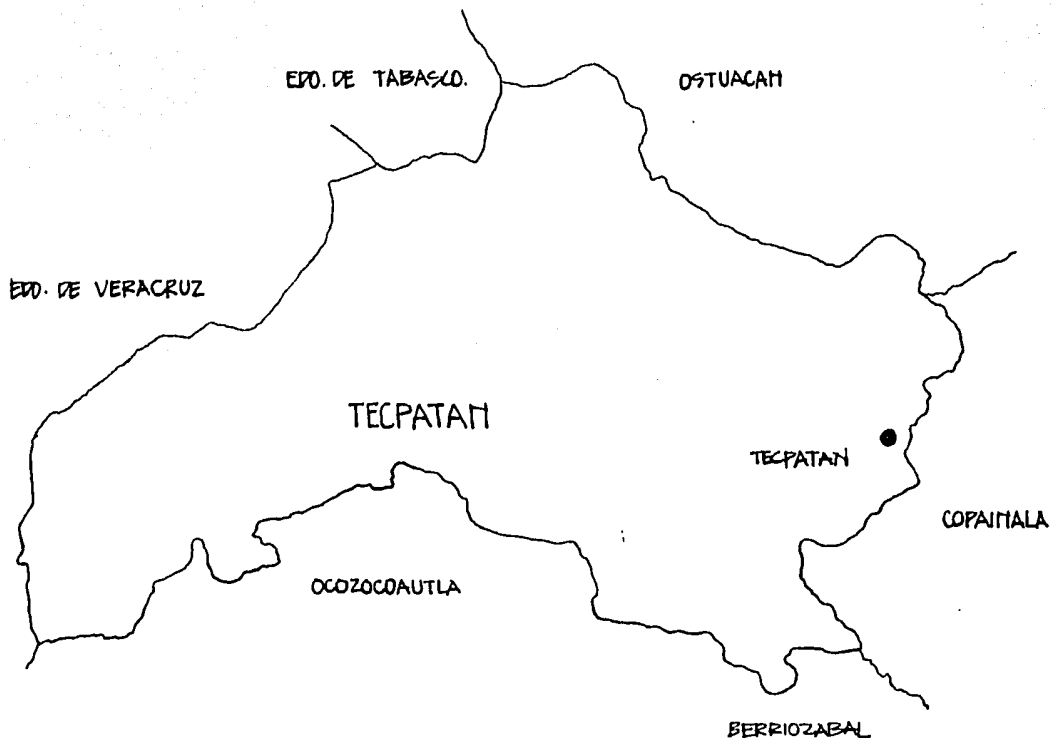 EDO. DE TABASCO.
OSTUACAN
EDO. DE VERACRUZ
TECPATAN
TECPATAN
COPAINALA
OCOZOCOAUTLA
BERRIOZABAL